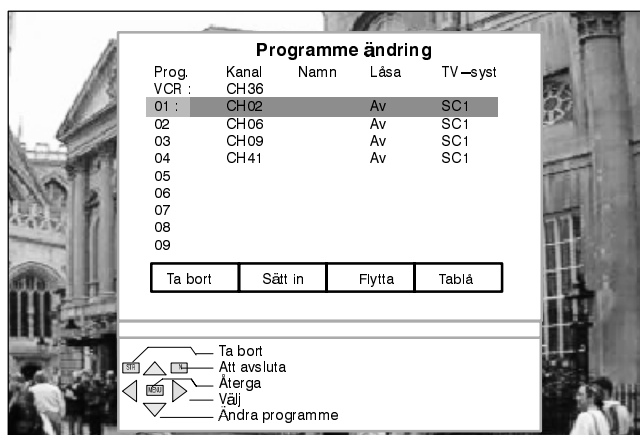 Programme ändring
Prog. Kanal Namn Låsa TV–syst
VCR : CH36
01 : CH02 Av SC1
02 CH06 Av SC1
03 CH09 Av SC1
04 CH41 Av SC1
05
06
07
08
09
Ta bort Sätt in Flytta Tablå
Ta bort
STR N Att avsluta
Återga
MENU Välj
Ändra programme